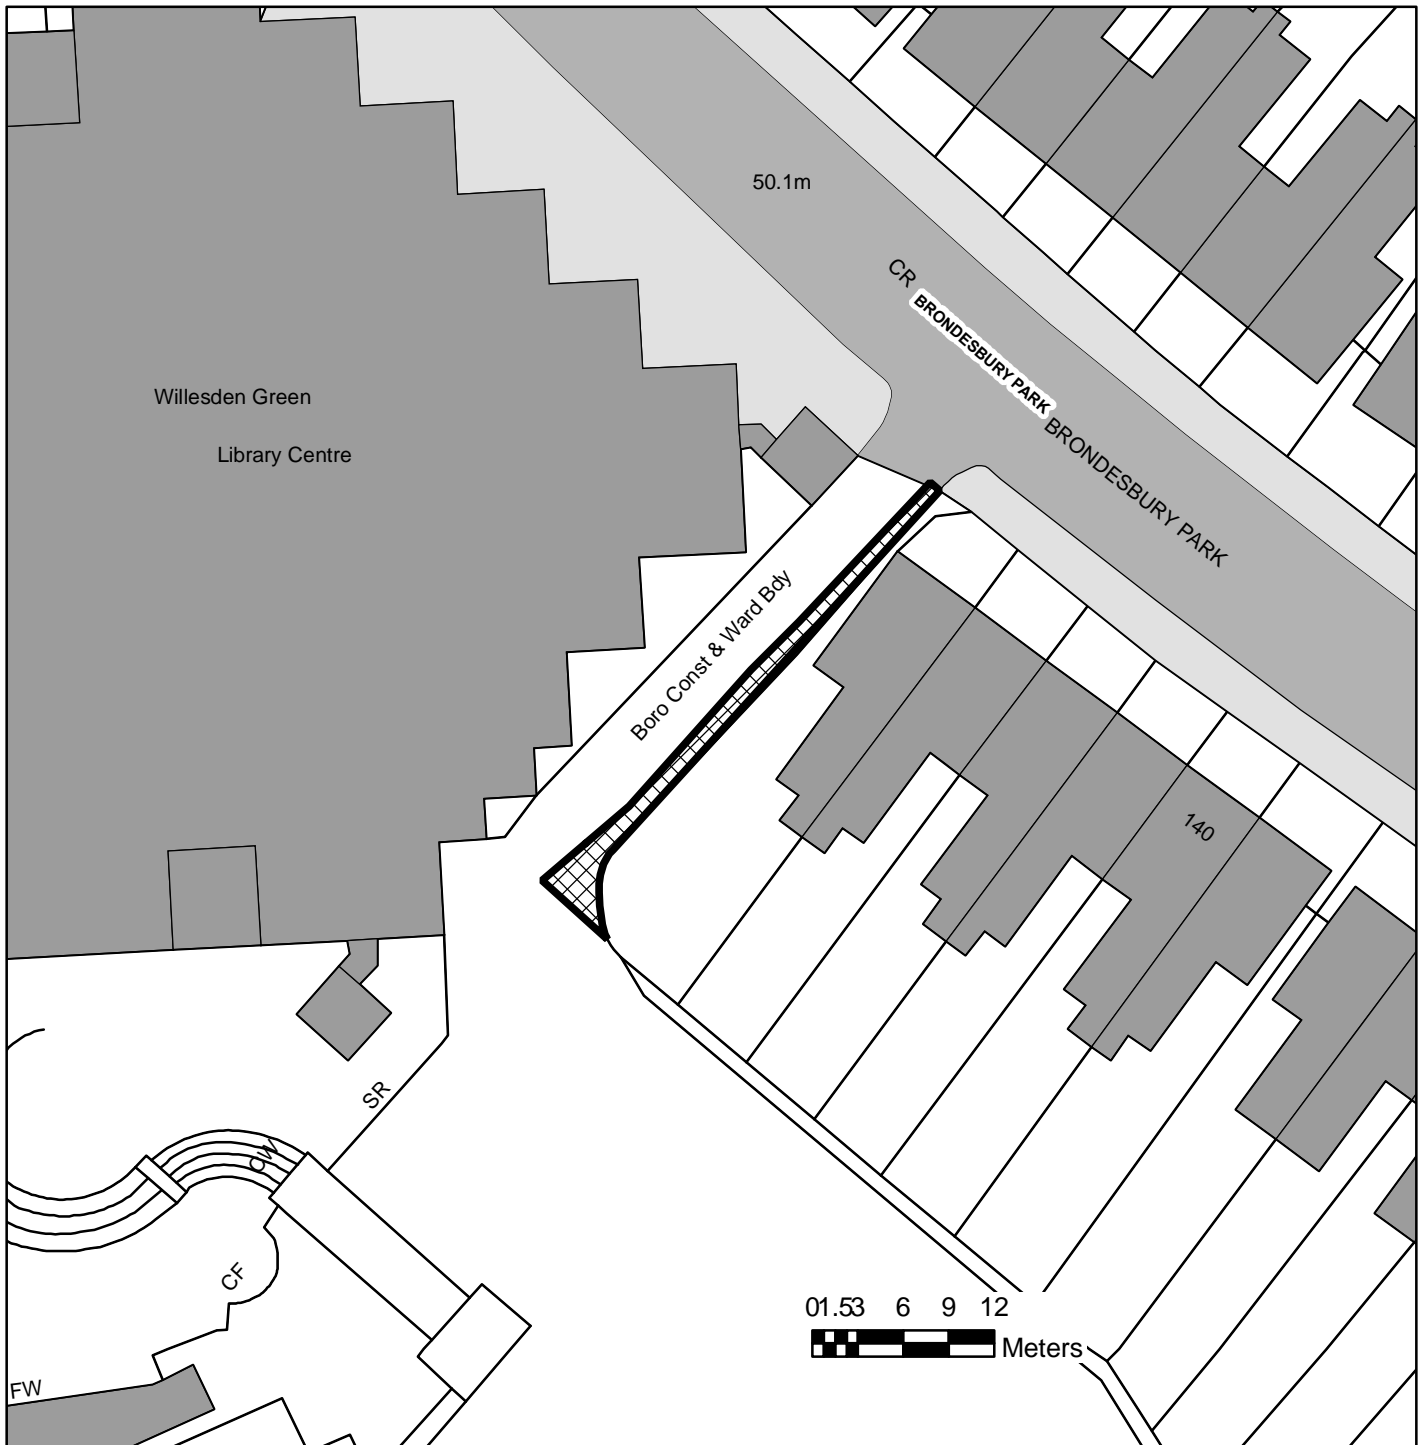 50.1m
CR
BRONDESBURY PARK
BRONDESBURY PARK
Willesden Green
Library Centre
Boro Const & Ward Bdy
140
SR
CW
CF
01.53 6 9 12
Meters
FW